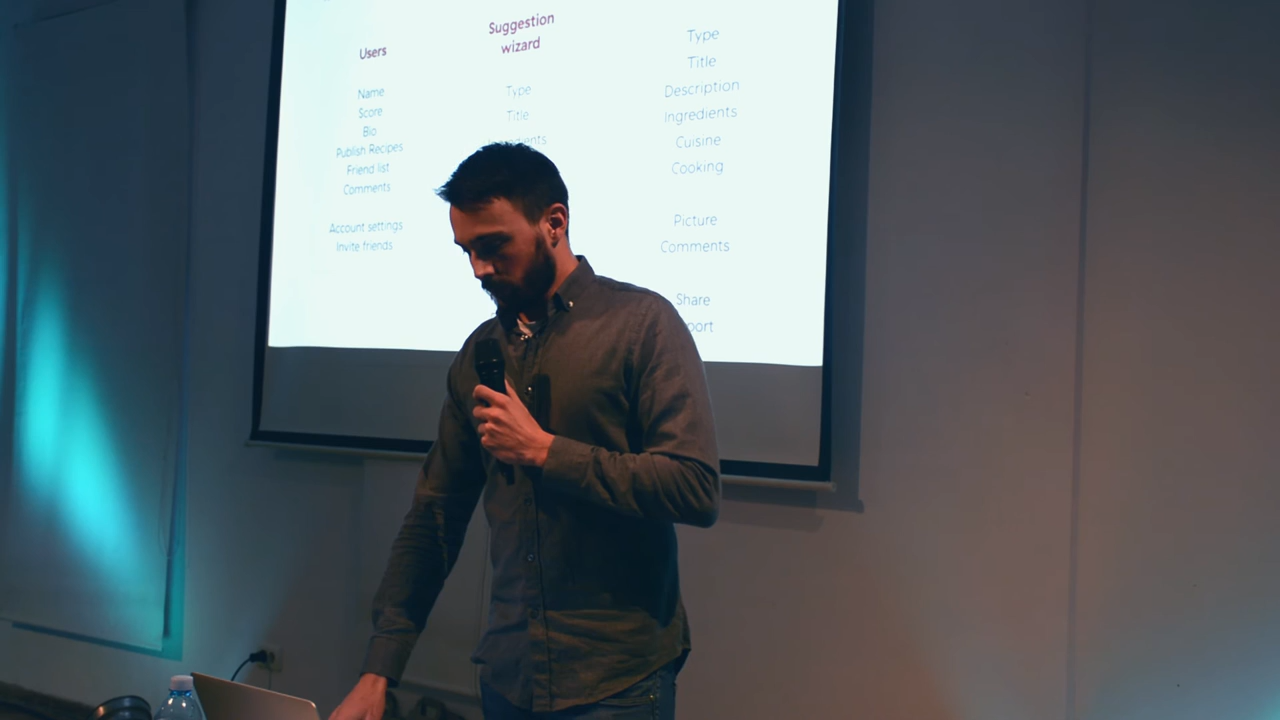 Users
Name
Score
Bio
Publish Recipes
Friend list
Comments
Account settings
Invite friends
Suggestion
wizard
Type
Title
Type
Title
Description
Ingredients
Cuisine
Cooking
Picture
Comments
Share